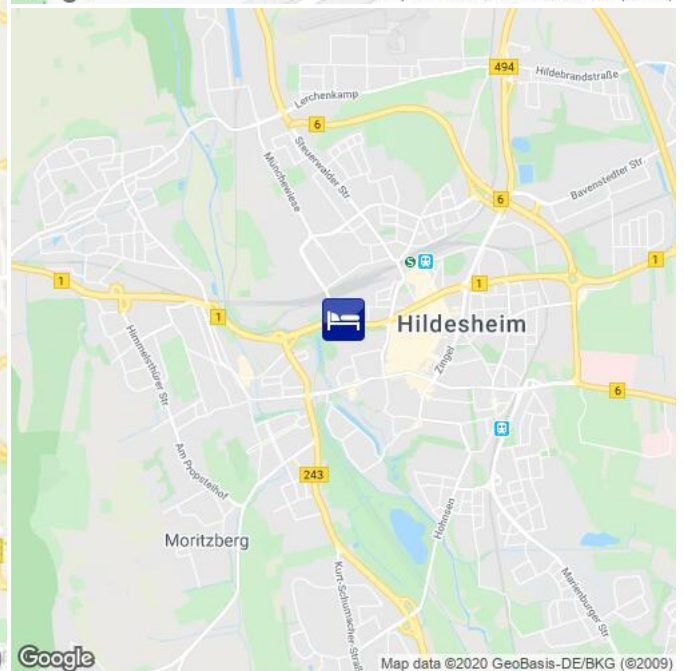 494
Hildebrandstraße
Lerchenkamp
6
Steuerwalder Str.
Münchewiese
Bavenstedter Str.
6
S
1
1
1
1
Hildesheim
Himmelsthürer Str.
Zingel
6
Am Propsteihof
243
Hohnsen
Moritzberg
Kurt-Schumacher-Straße
Marienburger Str.
Google
Map data ©2020 GeoBasis-DE/BKG (©2009)